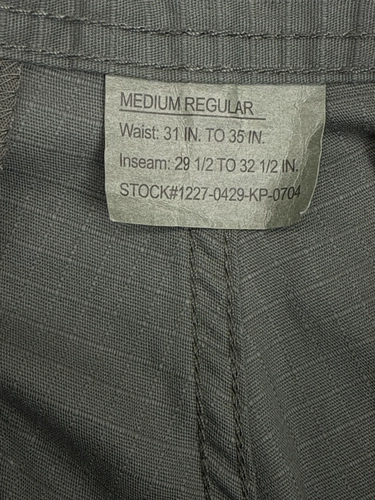 MEDIUM REGULAR
Waist: 31 IN. TO 35 IN.
Inseam: 29 1/2 TO 32 1/2 IN.
STOCK#1227-0429-KP-0704